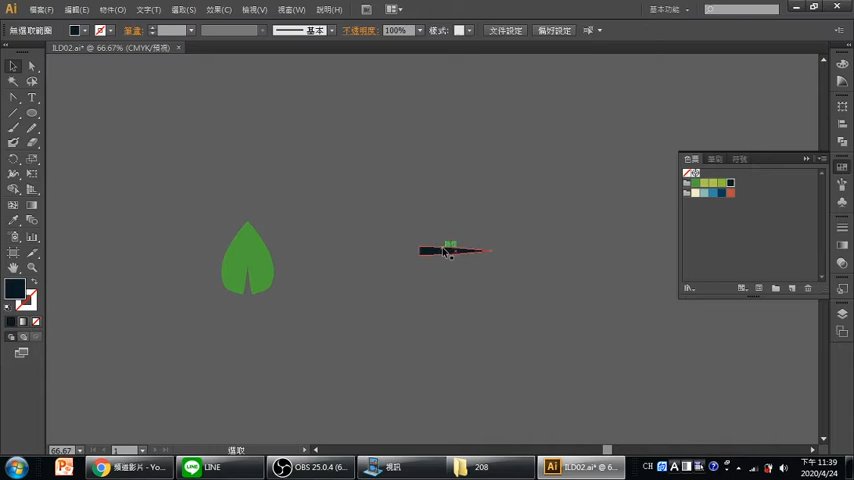 Ai 檔案(F) 編輯(E) 物件(O) 文字(T) 選取(S) 效果(C) 檢視(V) 視窗(W) 說明(H) Br 基本功能
無選取範圍 筆畫: 基本 不透明度: 100% 樣式: 文件設定 偏好設定
ILD02.ai* @ 66.67% (CMYK/預視) ×
色票 筆刷 符號
66.67 1 選取
頻道影片 - Yo... LINE OBS 25.0.4 (6... 視訊 208 Ai ILD02.ai* @ 6... CH 下午 11:39
2020/4/24